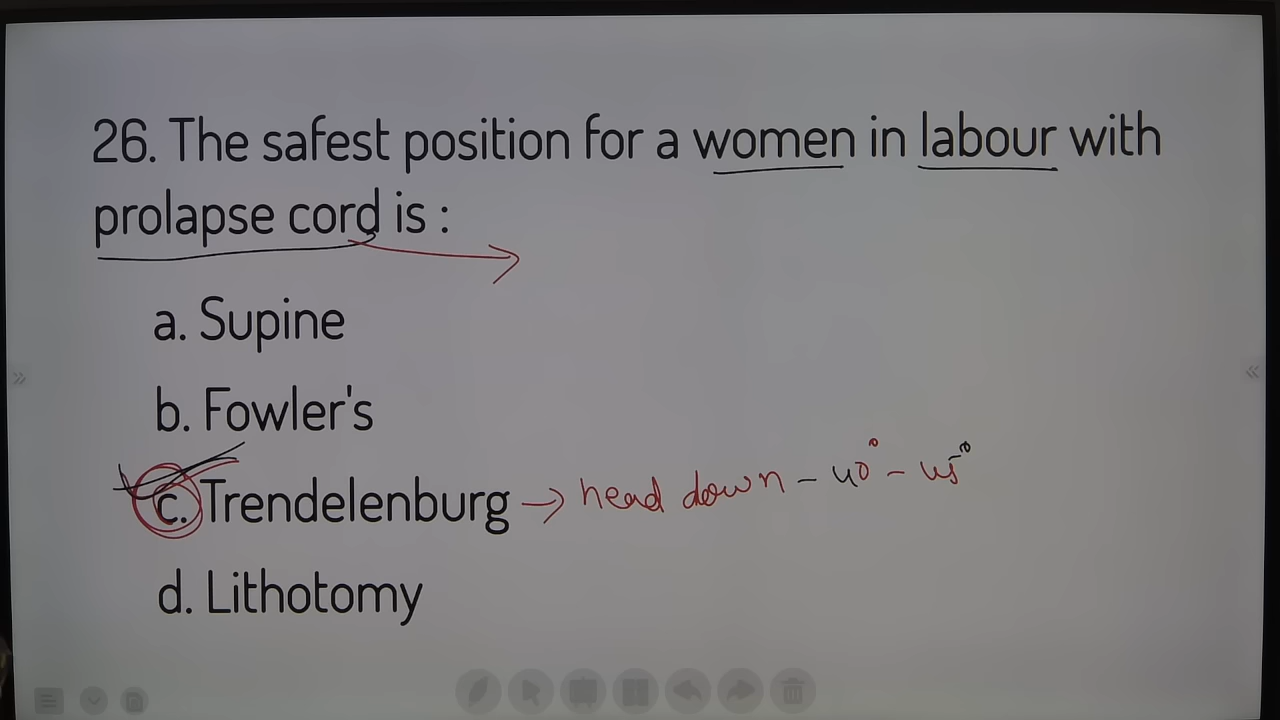 26. The safest position for a women in labour with
prolapse cord is :
a. Supine
b. Fowler's
c. Trendelenburg → head down - 40° - 45°
d. Lithotomy